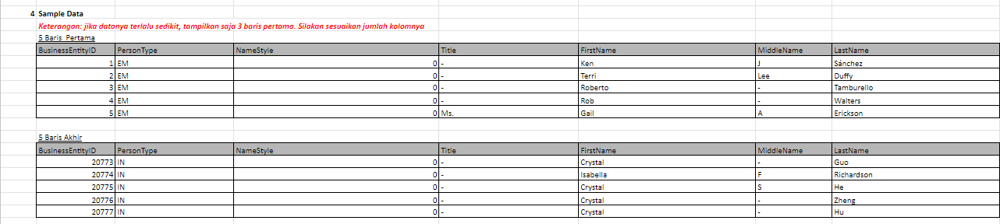 4 Sample Data
Keterangan: jika datanya terlalu sedikit, tampilkan saja 3 baris pertama. Silakan sesuaikan jumlah kolomnya
5 Baris Pertama
BusinessEntityID PersonType NameStyle Title FirstName MiddleName LastName
1 EM 0 - Ken J Sánchez
2 EM 0 - Terri Lee Duffy
3 EM 0 - Roberto - Tamburello
4 EM 0 - Rob - Walters
5 EM 0 Ms. Gail A Erickson
5 Baris Akhir
BusinessEntityID PersonType NameStyle Title FirstName MiddleName LastName
20773 IN 0 - Crystal - Guo
20774 IN 0 - Isabella F Richardson
20775 IN 0 - Crystal S He
20776 IN 0 - Crystal - Zheng
20777 IN 0 - Crystal - Hu